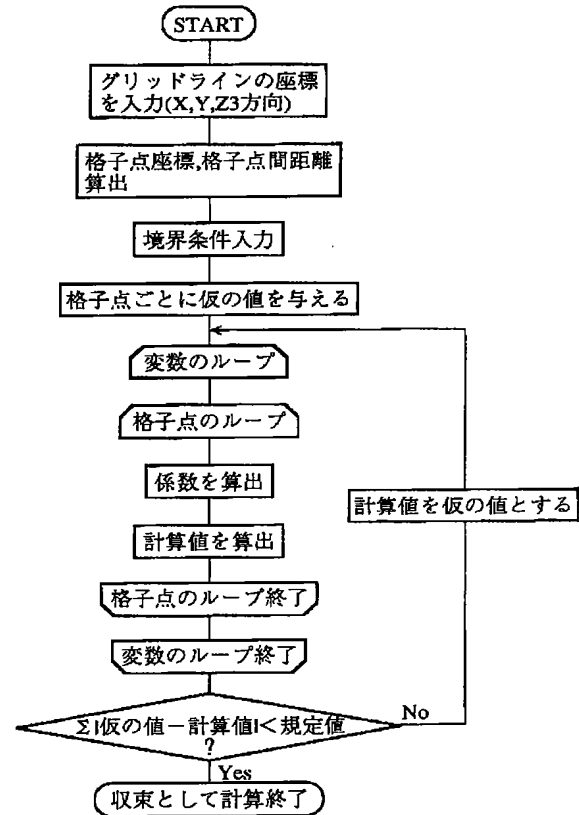 START
グリッドラインの座標
を入力(X,Y,Z3方向)
格子点座標,格子点間距離
算出
境界条件入力
格子点ごとに仮の値を与える
変数のループ
格子点のループ
係数を算出
計算値を仮の値とする
計算値を算出
格子点のループ終了
変数のループ終了
Σ|仮の値－計算値|＜規定値
?
No
Yes
収束として計算終了